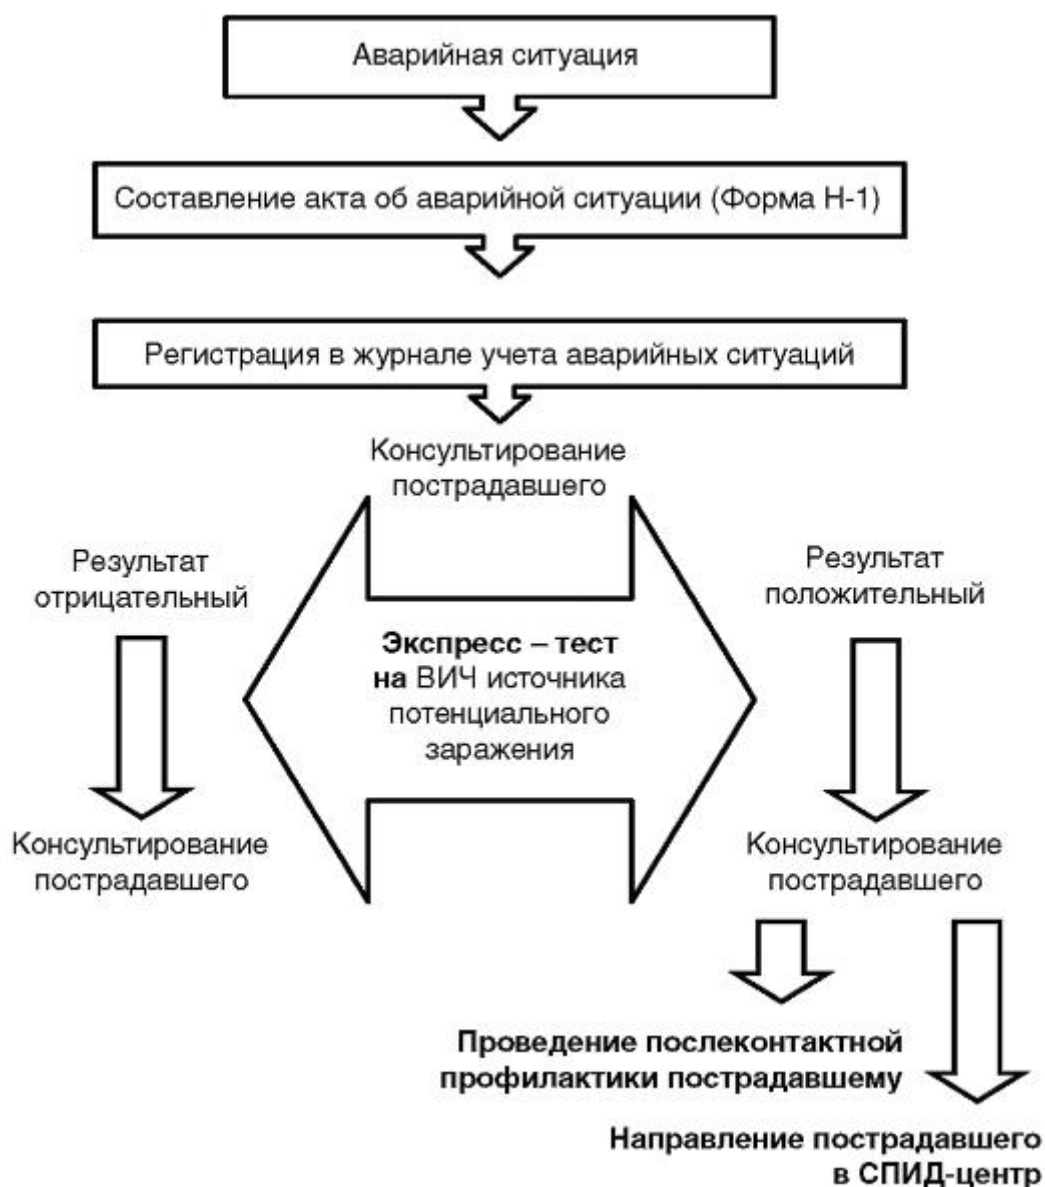 Аварийная ситуация
Составление акта об аварийной ситуации (Форма Н-1)
Регистрация в журнале учета аварийных ситуаций
Консультирование
пострадавшего
Результат
отрицательный
Экспресс – тест
на ВИЧ источника
потенциального
заражения
Результат
положительный
Консультирование
пострадавшего
Консультирование
пострадавшего
Проведение послеконтактной
профилактики пострадавшему
Направление пострадавшего
в СПИД-центр